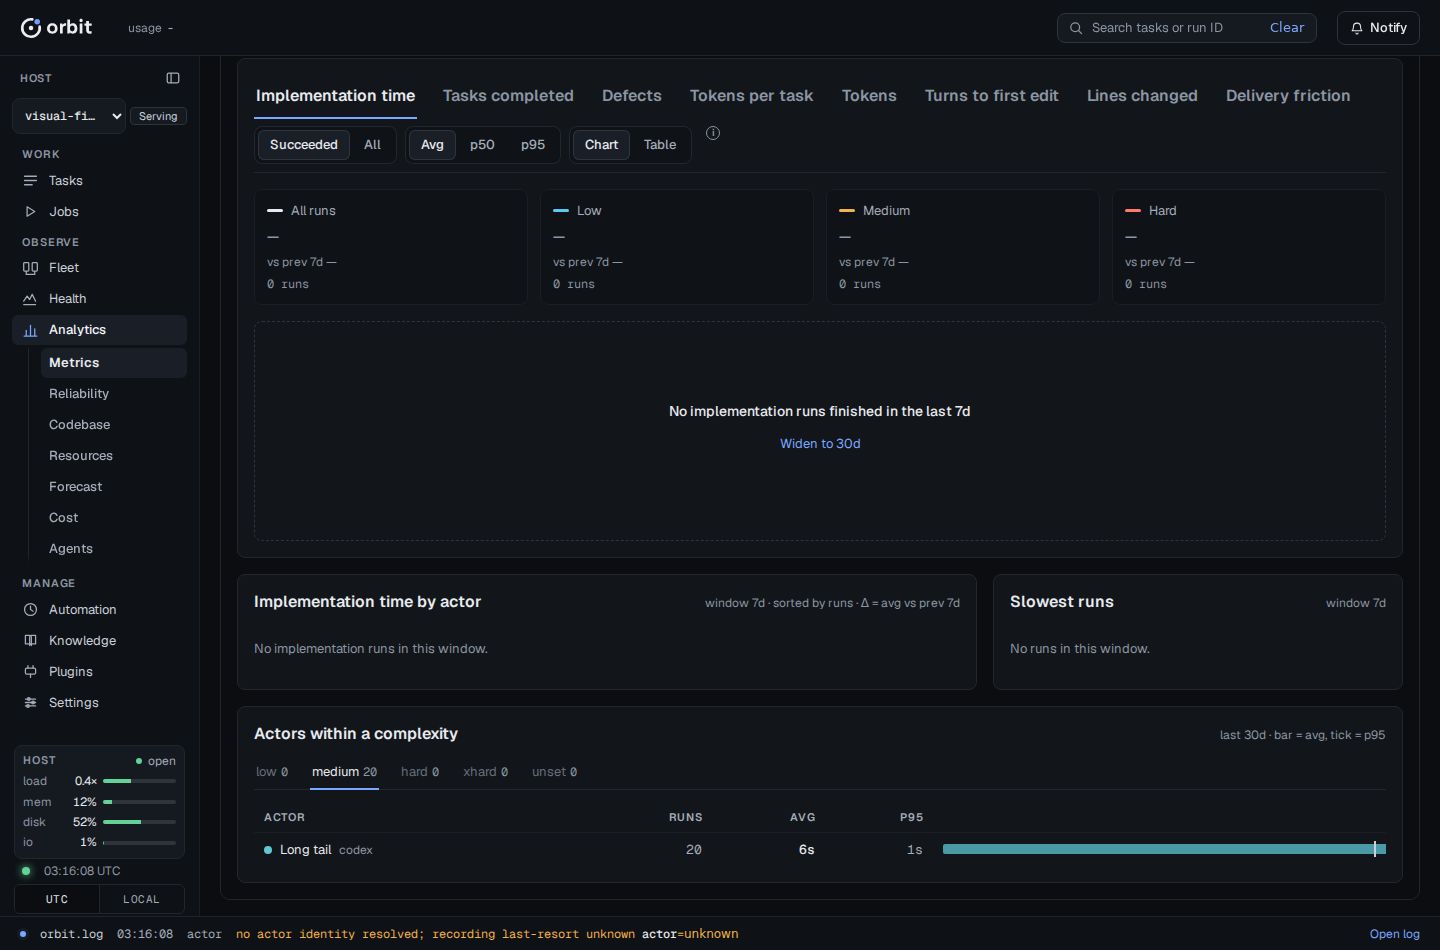 orbit
usage -
Search tasks or run ID
Clear
Notify
HOST
visual-fi…
Serving
WORK
Tasks
Jobs
OBSERVE
Fleet
Health
Analytics
Metrics
Reliability
Codebase
Resources
Forecast
Cost
Agents
MANAGE
Automation
Knowledge
Plugins
Settings
HOST open
load 0.4×
mem 12%
disk 52%
io 1%
03:16:08 UTC
UTC LOCAL
Implementation time Tasks completed Defects Tokens per task Tokens Turns to first edit Lines changed Delivery friction
Succeeded All Avg p50 p95 Chart Table
All runs
—
vs prev 7d —
0 runs
Low
—
vs prev 7d —
0 runs
Medium
—
vs prev 7d —
0 runs
Hard
—
vs prev 7d —
0 runs
No implementation runs finished in the last 7d
Widen to 30d
Implementation time by actor
window 7d · sorted by runs · Δ = avg vs prev 7d
No implementation runs in this window.
Slowest runs
window 7d
No runs in this window.
Actors within a complexity
last 30d · bar = avg, tick = p95
low 0 medium 20 hard 0 xhard 0 unset 0
ACTOR RUNS AVG P95
Long tail codex 20 6s 1s
orbit.log 03:16:08 actor no actor identity resolved; recording last-resort unknown actor=unknown
Open log